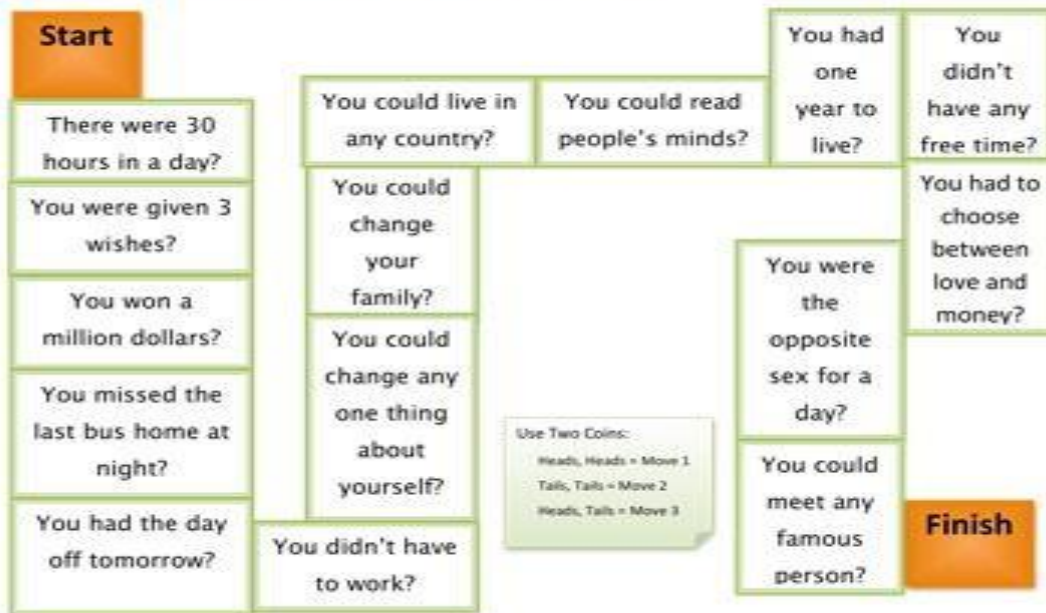 Start
There were 30
hours in a day?
You were given 3
wishes?
You won a
million dollars?
You missed the
last bus home at
night?
You had the day
off tomorrow?
You didn't have
to work?
You could
change any
one thing
about
yourself?
You could
change
your
family?
You could live in
any country?
You could read
people's minds?
You had
one
year to
live?
You
didn't
have any
free time?
You had to
choose
between
love and
money?
You were
the
opposite
sex for a
day?
You could
meet any
famous
person?
Finish
Use Two Coins:
Heads, Heads = Move 1
Tails, Tails = Move 2
Heads, Tails = Move 3